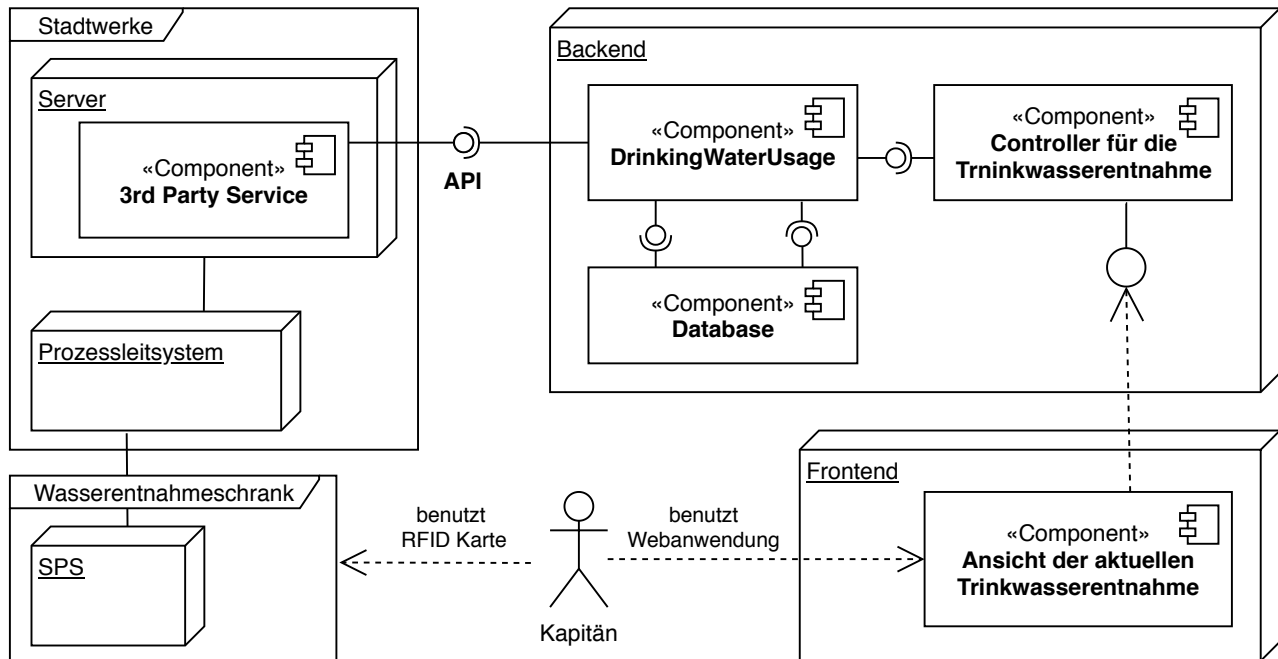 Stadtwerke
Server
«Component»
3rd Party Service
API
Prozessleitsystem
Backend
«Component»
DrinkingWaterUsage
«Component»
Controller für die
Trninkwasserentnahme
«Component»
Database
Wasserentnahmeschrank
SPS
benutzt
RFID Karte
Kapitän
benutzt
Webanwendung
Frontend
«Component»
Ansicht der aktuellen
Trinkwasserentnahme